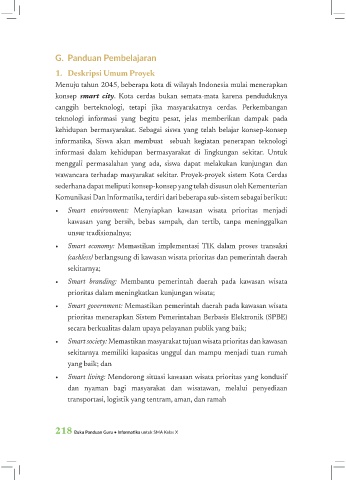 G. Panduan Pembelajaran
1. Deskripsi Umum Proyek
Menuju tahun 2045, beberapa kota di wilayah Indonesia mulai menerapkan
konsep smart city. Kota cerdas bukan semata-mata karena penduduknya
canggih berteknologi, tetapi jika masyarakatnya cerdas. Perkembangan
teknologi informasi yang begitu pesat, jelas memberikan dampak pada
kehidupan bermasyarakat. Sebagai siswa yang telah belajar konsep-konsep
informatika, Siswa akan membuat sebuah kegiatan penerapan teknologi
informasi dalam kehidupan bermasyarakat di lingkungan sekitar. Untuk
menggali permasalahan yang ada, siswa dapat melakukan kunjungan dan
wawancara terhadap masyarakat sekitar. Proyek-proyek sistem Kota Cerdas
sederhana dapat meliputi konsep-konsep yang telah disusun oleh Kementerian
Komunikasi Dan Informatika, terdiri dari beberapa sub-sistem sebagai berikut:
• Smart environment: Menyiapkan kawasan wisata prioritas menjadi
kawasan yang bersih, bebas sampah, dan tertib, tanpa meninggalkan
unsur tradisionalnya;
• Smart economy: Memastikan implementasi TIK dalam proses transaksi
(cashless) berlangsung di kawasan wisata prioritas dan pemerintah daerah
sekitarnya;
• Smart branding: Membantu pemerintah daerah pada kawasan wisata
prioritas dalam meningkatkan kunjungan wisata;
• Smart government: Memastikan pemerintah daerah pada kawasan wisata
prioritas menerapkan Sistem Pemerintahan Berbasis Elektronik (SPBE)
secara berkualitas dalam upaya pelayanan publik yang baik;
• Smart society: Memastikan masyarakat tujuan wisata prioritas dan kawasan
sekitarnya memiliki kapasitas unggul dan mampu menjadi tuan rumah
yang baik; dan
• Smart living: Mendorong situasi kawasan wisata prioritas yang kondusif
dan nyaman bagi masyarakat dan wisatawan, melalui penyediaan
transportasi, logistik yang tentram, aman, dan ramah
218 Buku Panduan Guru • Informatika untuk SMA Kelas X